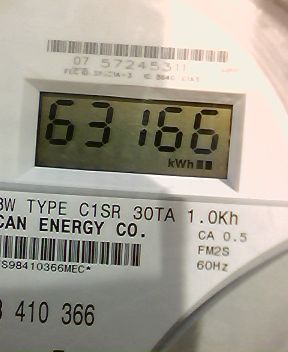 07 57245311
63166
kWh
3W TYPE C1SR 30TA 1.0Kh
CAN ENERGY CO.
CA 0.5
FM2S
60Hz
S98410366MEC*
410 366